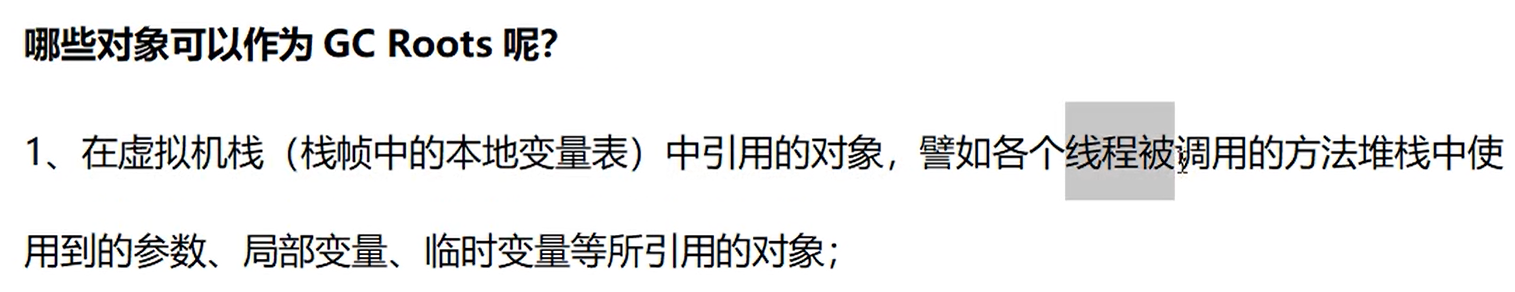 哪些对象可以作为 GC Roots 呢？
1、在虚拟机栈（栈帧中的本地变量表）中引用的对象，譬如各个线程被调用的方法堆栈中使
用到的参数、局部变量、临时变量等所引用的对象；